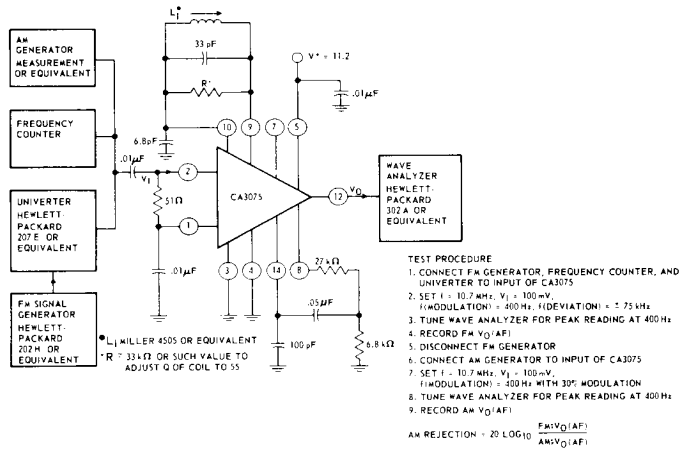 AM
GENERATOR
MEASUREMENT
OR EQUIVALENT
FREQUENCY
COUNTER
UNIVERTER
HEWLETT-
PACKARD
207E OR
EQUIVALENT
FM SIGNAL
GENERATOR
HEWLETT-
PACKARD
202H OR
EQUIVALENT
Li•
33 pF
R*
V+ = 11.2
.01µF
6.8pF
10
9
7
5
.01µF
VI
51Ω
2
1
CA3075
12
VO
WAVE
ANALYZER
HEWLETT-
PACKARD
302A OR
EQUIVALENT
.01µF
3
4
14
8
27 kΩ
.05µF
100 pF
6.8 kΩ
• Li MILLER 4505 OR EQUIVALENT
*R ≅ 33 kΩ OR SUCH VALUE TO
ADJUST Q OF COIL TO 55
TEST PROCEDURE
1. CONNECT FM GENERATOR, FREQUENCY COUNTER, AND
UNIVERTER TO INPUT OF CA3075
2. SET f = 10.7 MHz, VI = 100 mV,
f(MODULATION) = 400 Hz, f(DEVIATION) = ± 75 kHz
3. TUNE WAVE ANALYZER FOR PEAK READING AT 400 Hz
4. RECORD FM VO(AF)
5. DISCONNECT FM GENERATOR
6. CONNECT AM GENERATOR TO INPUT OF CA3075
7. SET f = 10.7 MHz, VI = 100 mV,
f(MODULATION) = 400 Hz WITH 30% MODULATION
8. TUNE WAVE ANALYZER FOR PEAK READING AT 400 Hz
9. RECORD AM VO(AF)
AM REJECTION = 20 LOG10 FM:VO(AF)
AM:VO(AF)